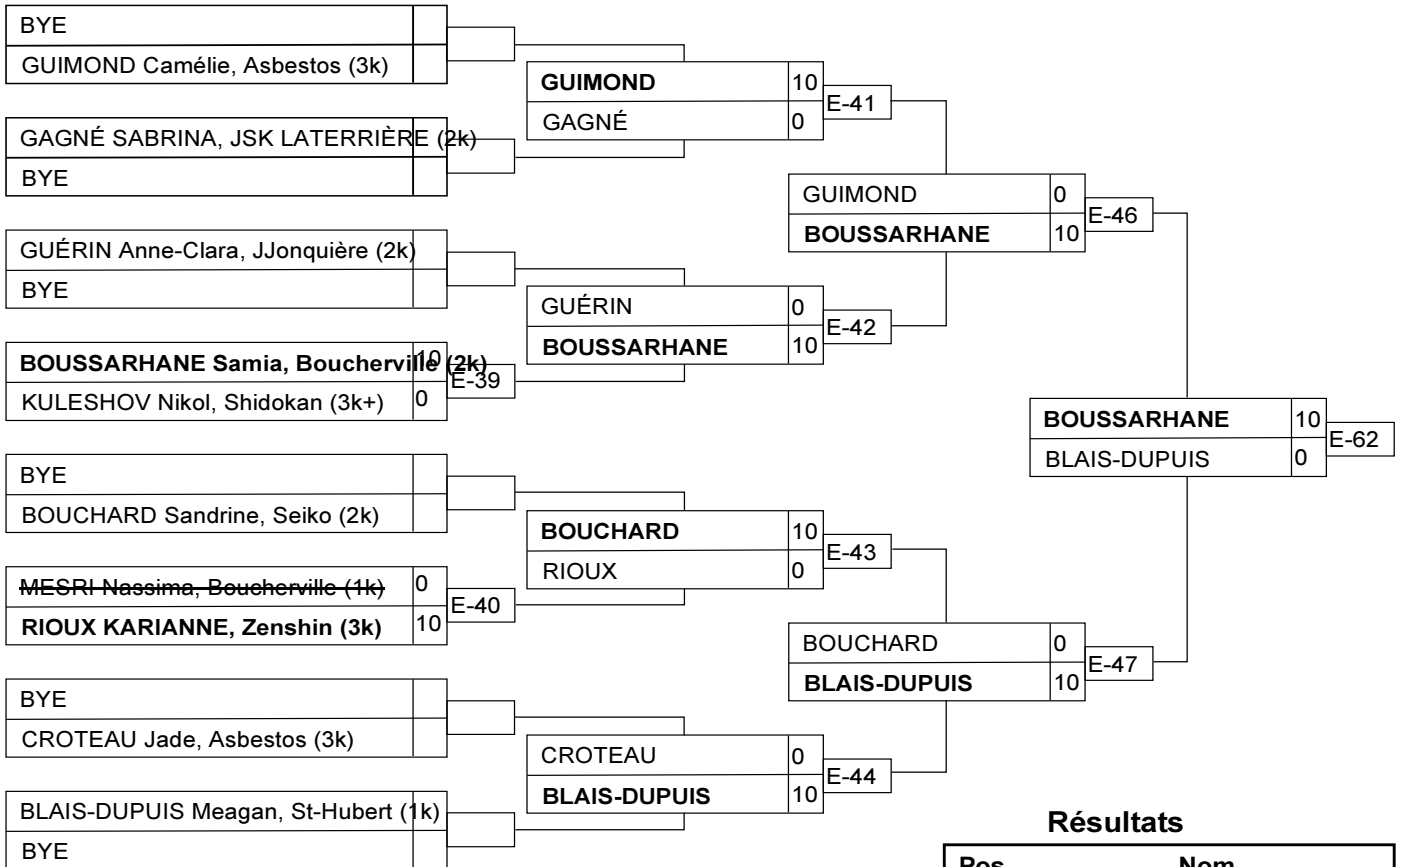 BYE
GUIMOND Camélie, Asbestos (3k)
GAGNÉ SABRINA, JSK LATERRIÈRE (2k)
BYE
GUÉRIN Anne-Clara, JJonquière (2k)
BYE
BOUSSARHANE Samia, Boucherville (2k) 10
KULESHOV Nikol, Shidokan (3k+) 0
E-39
BYE
BOUCHARD Sandrine, Seiko (2k)
MESRI Nassima, Boucherville (1k) 0
RIOUX KARIANNE, Zenshin (3k) 10
E-40
BYE
CROTEAU Jade, Asbestos (3k)
BLAIS-DUPUIS Meagan, St-Hubert (1k)
BYE
GUIMOND 10
GAGNÉ 0
E-41
GUÉRIN 0
BOUSSARHANE 10
E-42
BOUCHARD 10
RIOUX 0
E-43
CROTEAU 0
BLAIS-DUPUIS 10
E-44
GUIMOND 0
BOUSSARHANE 10
E-46
BOUCHARD 0
BLAIS-DUPUIS 10
E-47
BOUSSARHANE 10
BLAIS-DUPUIS 0
E-62
Résultats
Pos Nom